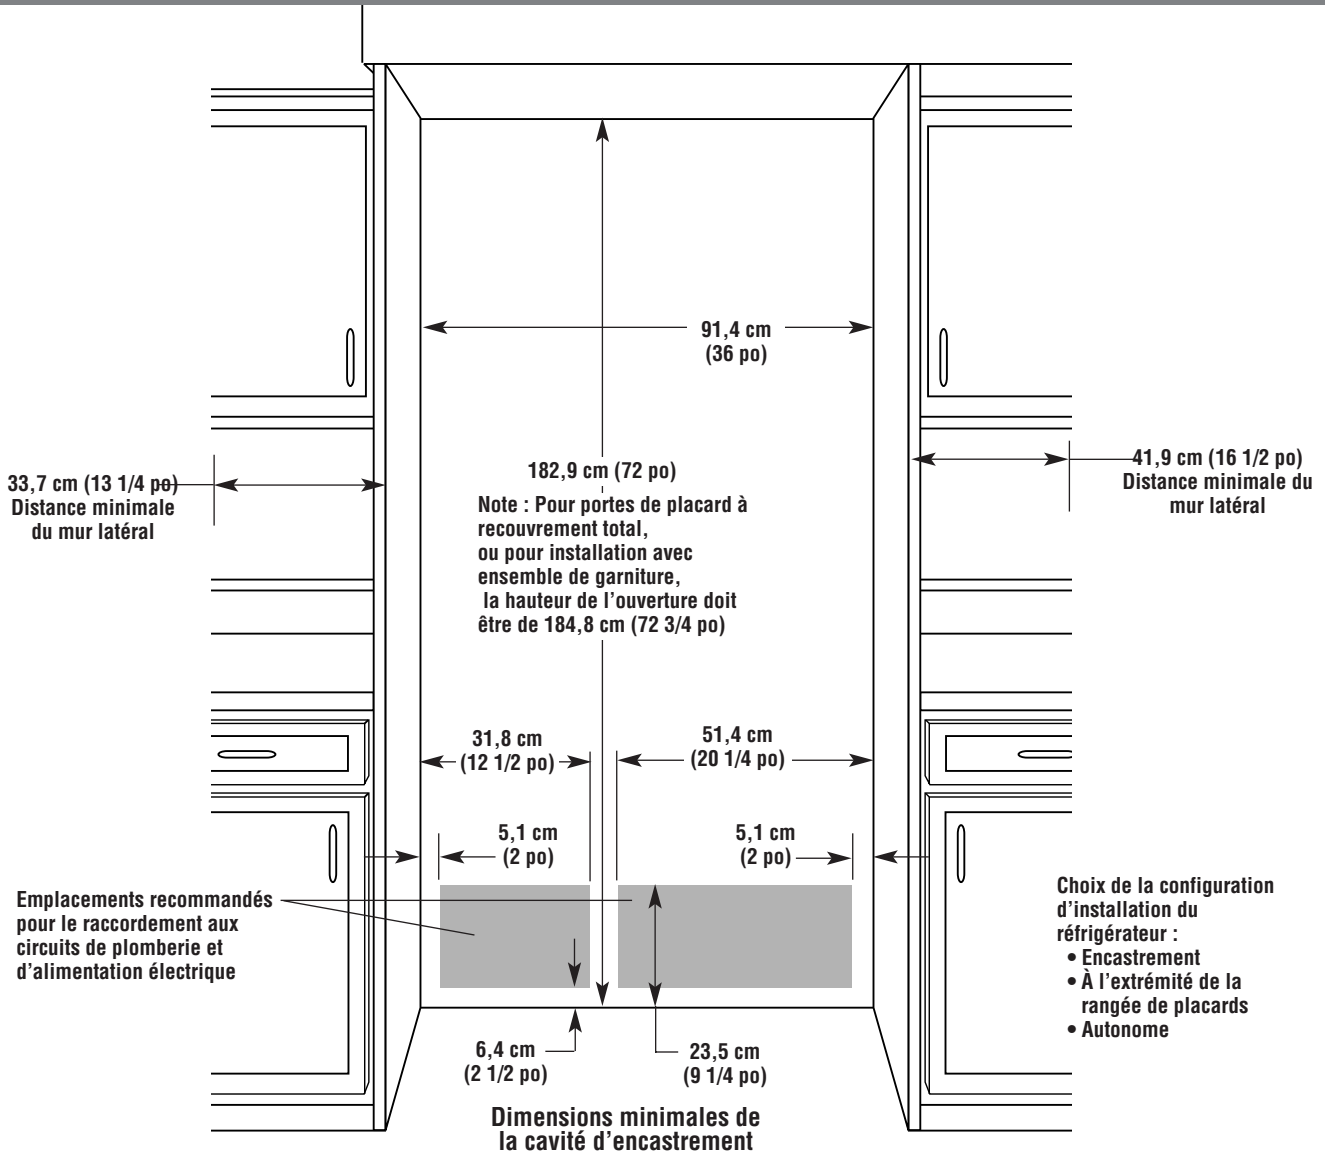 91,4 cm
(36 po)
33,7 cm (13 1/4 po)
Distance minimale
du mur latéral
182,9 cm (72 po)
Note : Pour portes de placard à
recouvrement total,
ou pour installation avec
ensemble de garniture,
la hauteur de l’ouverture doit
être de 184,8 cm (72 3/4 po)
41,9 cm (16 1/2 po)
Distance minimale du
mur latéral
31,8 cm
(12 1/2 po)
51,4 cm
(20 1/4 po)
5,1 cm
(2 po)
5,1 cm
(2 po)
Emplacements recommandés
pour le raccordement aux
circuits de plomberie et
d’alimentation électrique
Choix de la configuration
d’installation du
réfrigérateur :
• Encastrement
• À l’extrémité de la
rangée de placards
• Autonome
6,4 cm
(2 1/2 po)
23,5 cm
(9 1/4 po)
Dimensions minimales de
la cavité d’encastrement